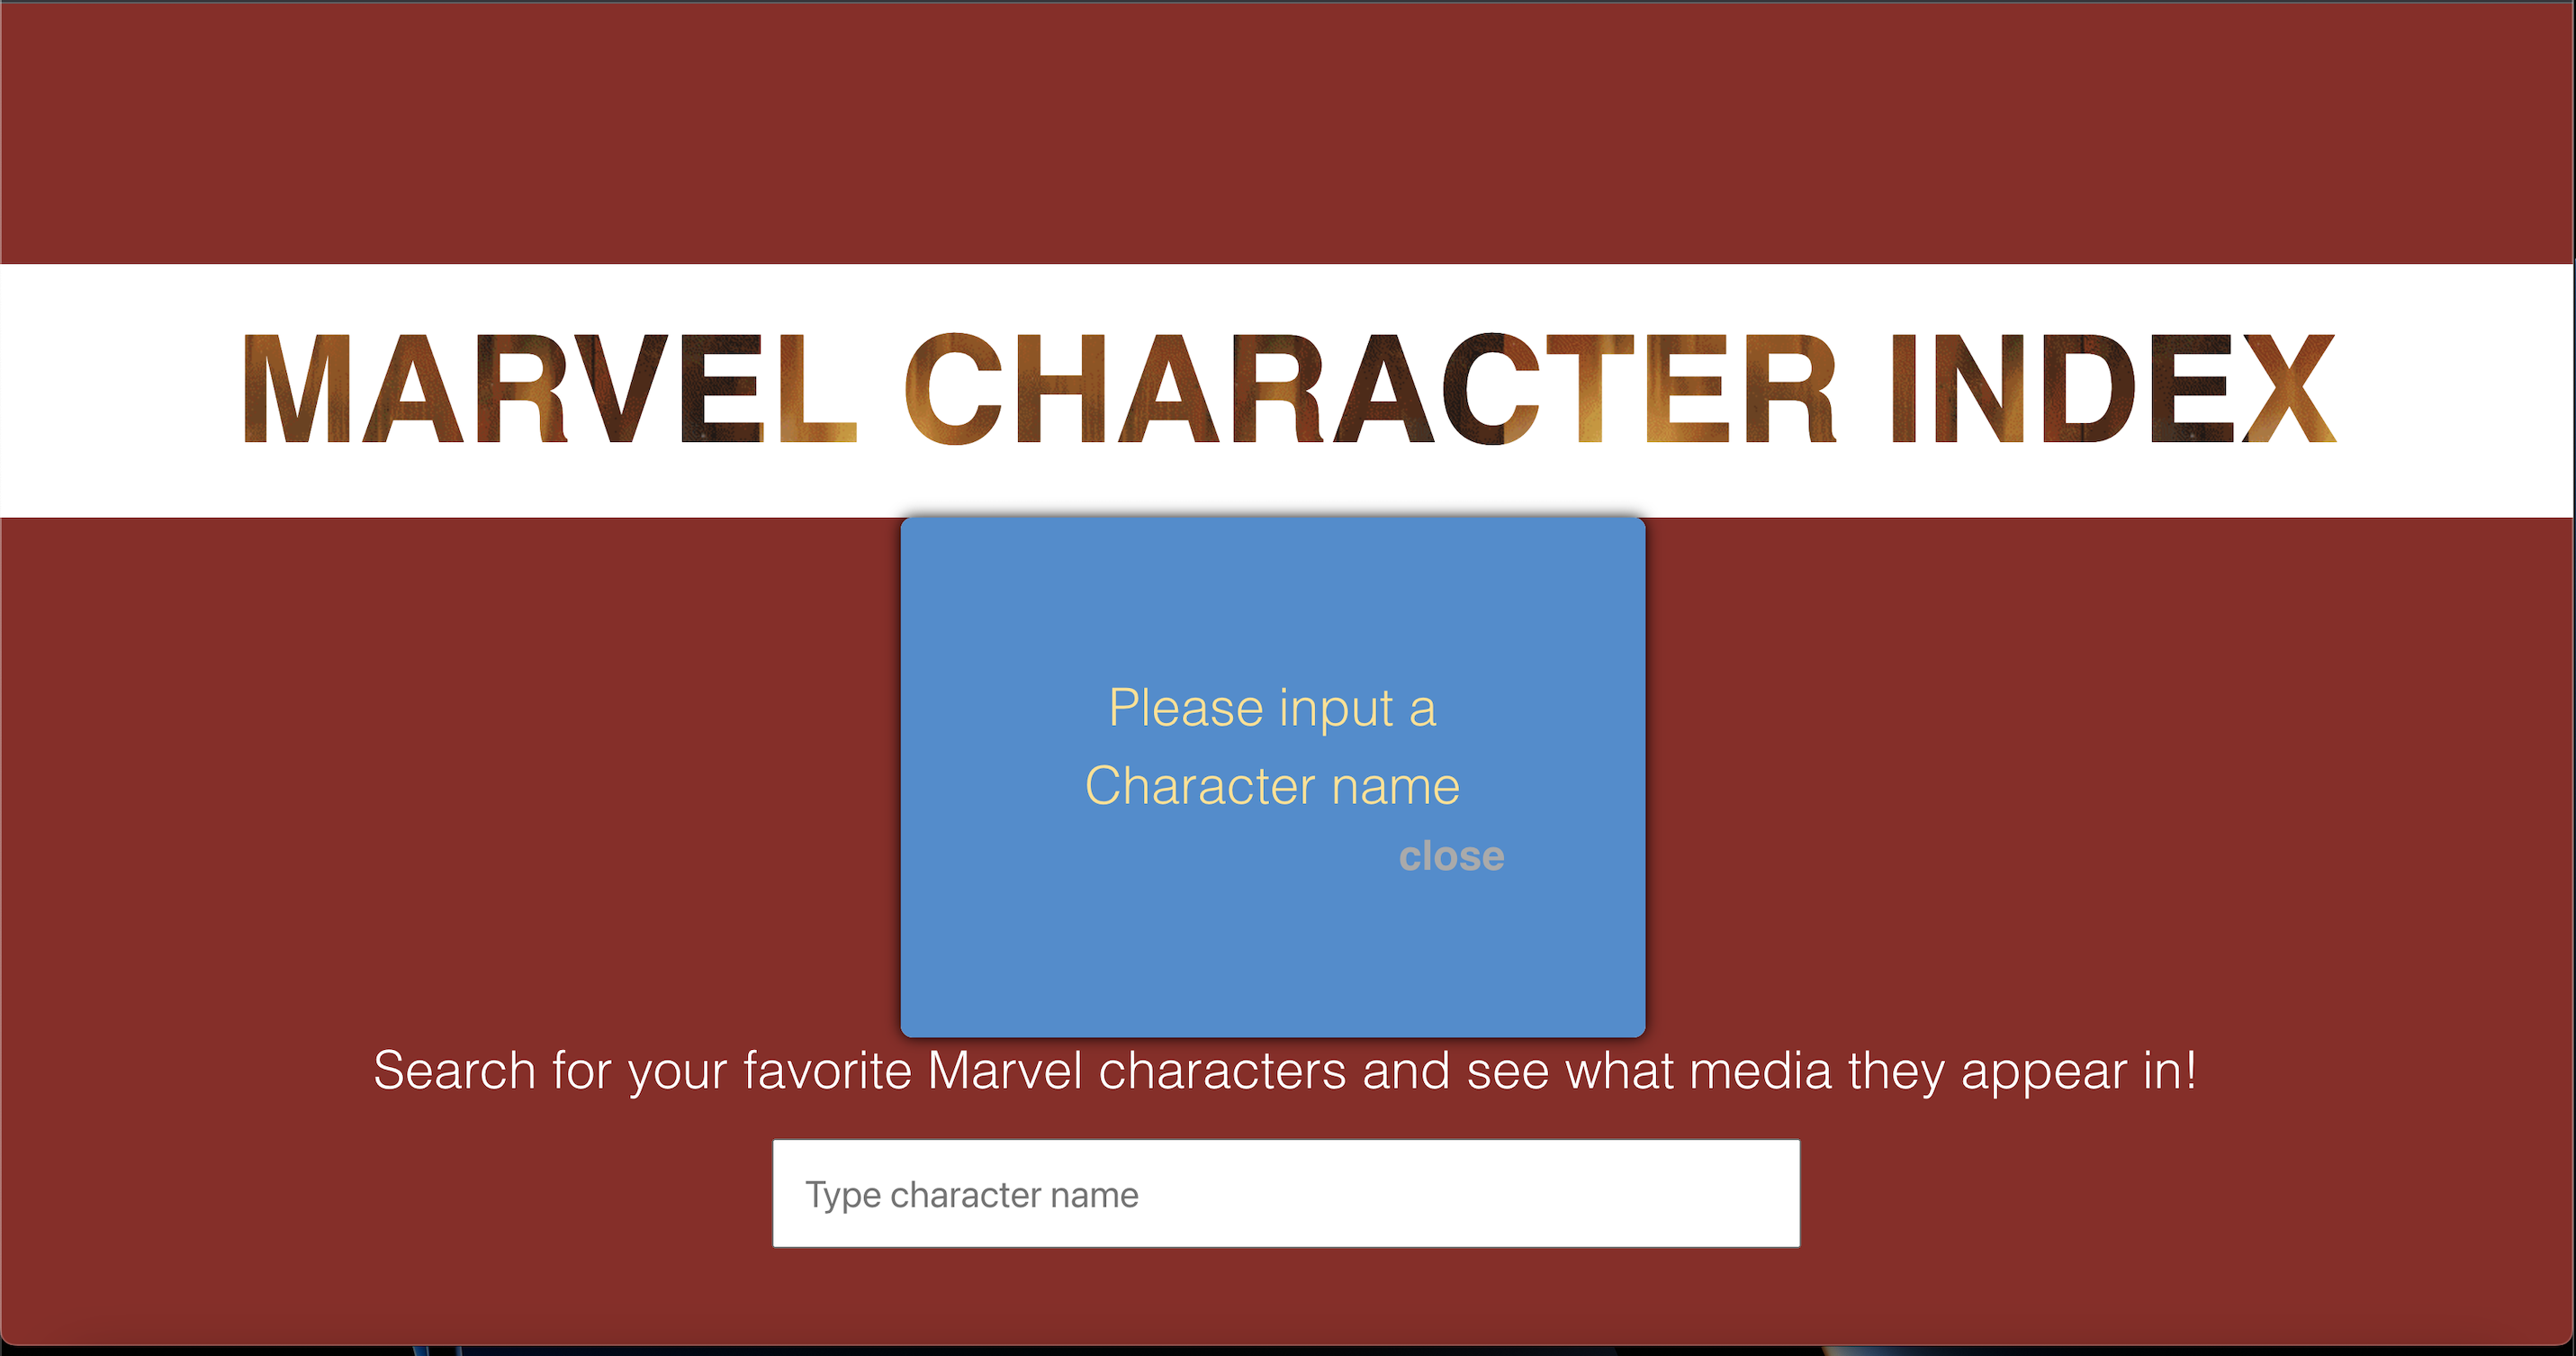 MARVEL CHARACTER INDEX
Please input a
Character name
close
Search for your favorite Marvel characters and see what media they appear in!
Type character name